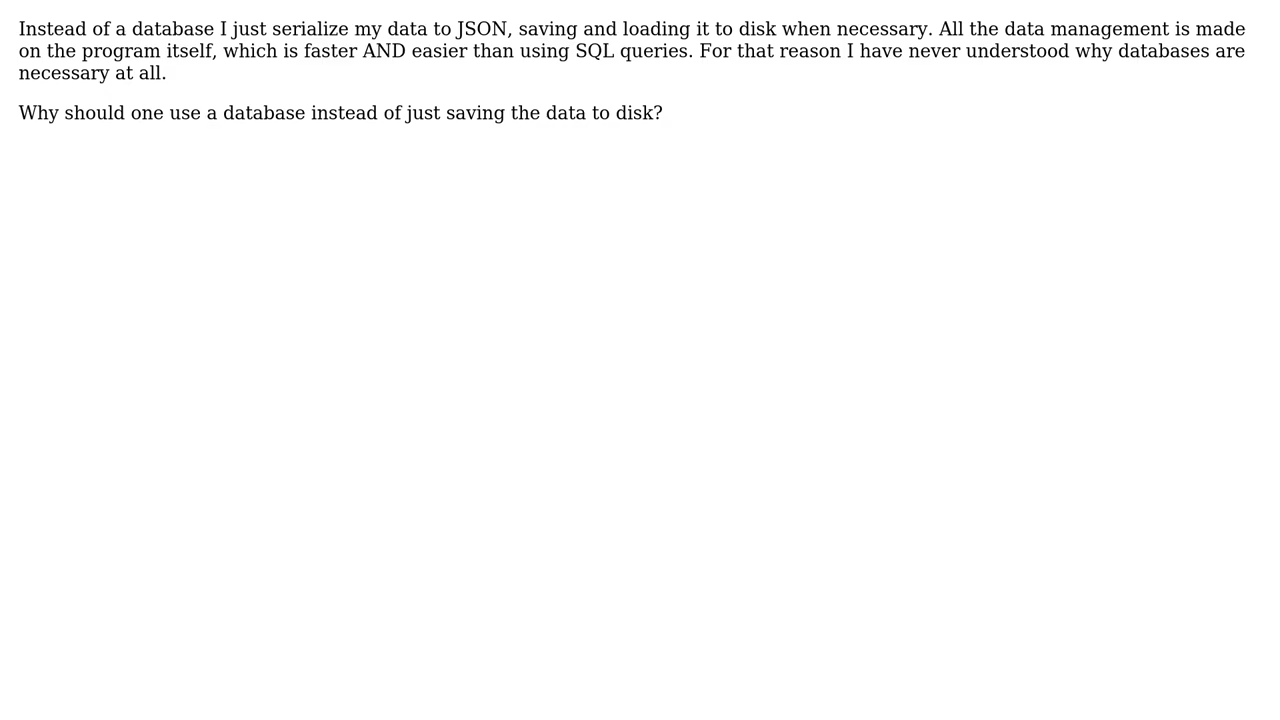 Instead of a database I just serialize my data to JSON, saving and loading it to disk when necessary. All the data management is made
on the program itself, which is faster AND easier than using SQL queries. For that reason I have never understood why databases are
necessary at all.
Why should one use a database instead of just saving the data to disk?